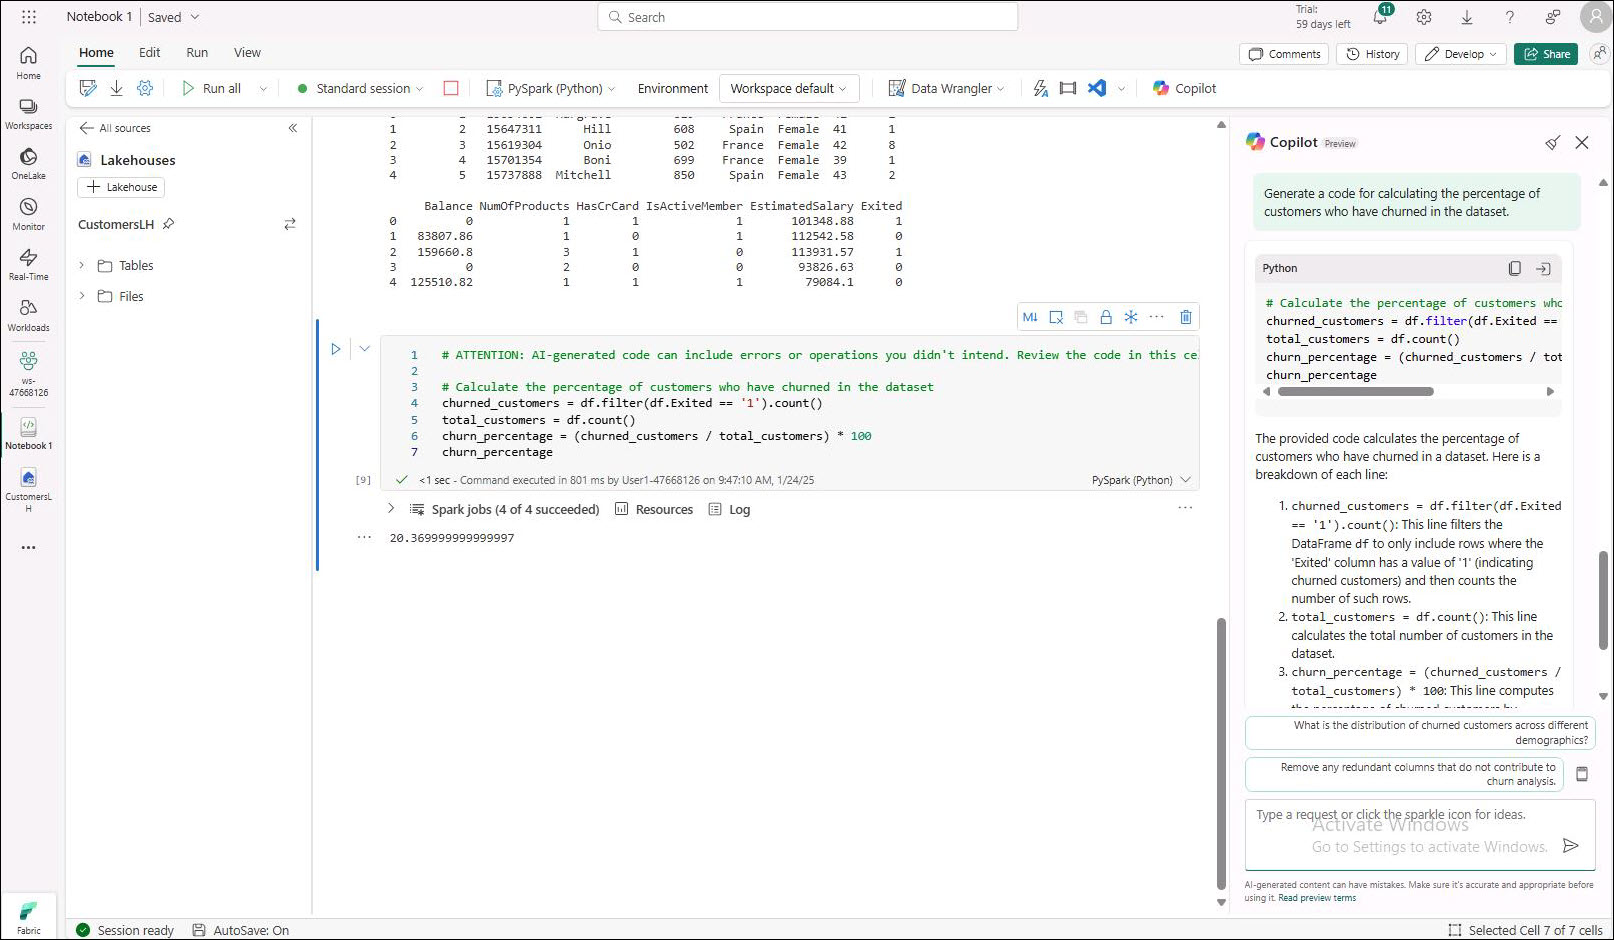 Notebook 1
Saved
Search
Trial:
59 days left
11
Home
Edit
Run
View
Comments
History
Develop
Share
Run all
Standard session
PySpark (Python)
Environment
Workspace default
Data Wrangler
Copilot
Home
Workspaces
OneLake
Monitor
Real-Time
Workloads
ws-
47668126
Notebook 1
CustomersL
H
Fabric
All sources
Lakehouses
Lakehouse
CustomersLH
Tables
Files
1 2 15647311 Hill 608 Spain Female 41 1
2 3 15619304 Onio 502 France Female 42 8
3 4 15701354 Boni 699 France Female 39 1
4 5 15737888 Mitchell 850 Spain Female 43 2
Balance NumOfProducts HasCrCard IsActiveMember EstimatedSalary Exited
0 0 1 1 1 101348.88 1
1 83807.86 1 0 1 112542.58 0
2 159660.8 3 1 0 113931.57 1
3 0 2 0 0 93826.63 0
4 125510.82 1 1 1 79084.1 0
M↓
1 # ATTENTION: AI-generated code can include errors or operations you didn't intend. Review the code in this ce
2
3 # Calculate the percentage of customers who have churned in the dataset
4 churned_customers = df.filter(df.Exited == '1').count()
5 total_customers = df.count()
6 churn_percentage = (churned_customers / total_customers) * 100
7 churn_percentage
[9]
<1 sec - Command executed in 801 ms by User1-47668126 on 9:47:10 AM, 1/24/25
PySpark (Python)
Spark jobs (4 of 4 succeeded)
Resources
Log
20.369999999999997
Copilot Preview
Generate a code for calculating the percentage of
customers who have churned in the dataset.
Python
# Calculate the percentage of customers who
churned_customers = df.filter(df.Exited ==
total_customers = df.count()
churn_percentage = (churned_customers / tot
churn_percentage
The provided code calculates the percentage of
customers who have churned in a dataset. Here is a
breakdown of each line:
1. churned_customers = df.filter(df.Exited
== '1').count(): This line filters the
DataFrame df to only include rows where the
'Exited' column has a value of '1' (indicating
churned customers) and then counts the
number of such rows.
2. total_customers = df.count(): This line
calculates the total number of customers in the
dataset.
3. churn_percentage = (churned_customers /
total_customers) * 100: This line computes
What is the distribution of churned customers across different
demographics?
Remove any redundant columns that do not contribute to
churn analysis.
Type a request or click the sparkle icon for ideas.
Activate Windows
Go to Settings to activate Windows.
AI-generated content can have mistakes. Make sure it's accurate and appropriate before
using it. Read preview terms
Session ready
AutoSave: On
Selected Cell 7 of 7 cells